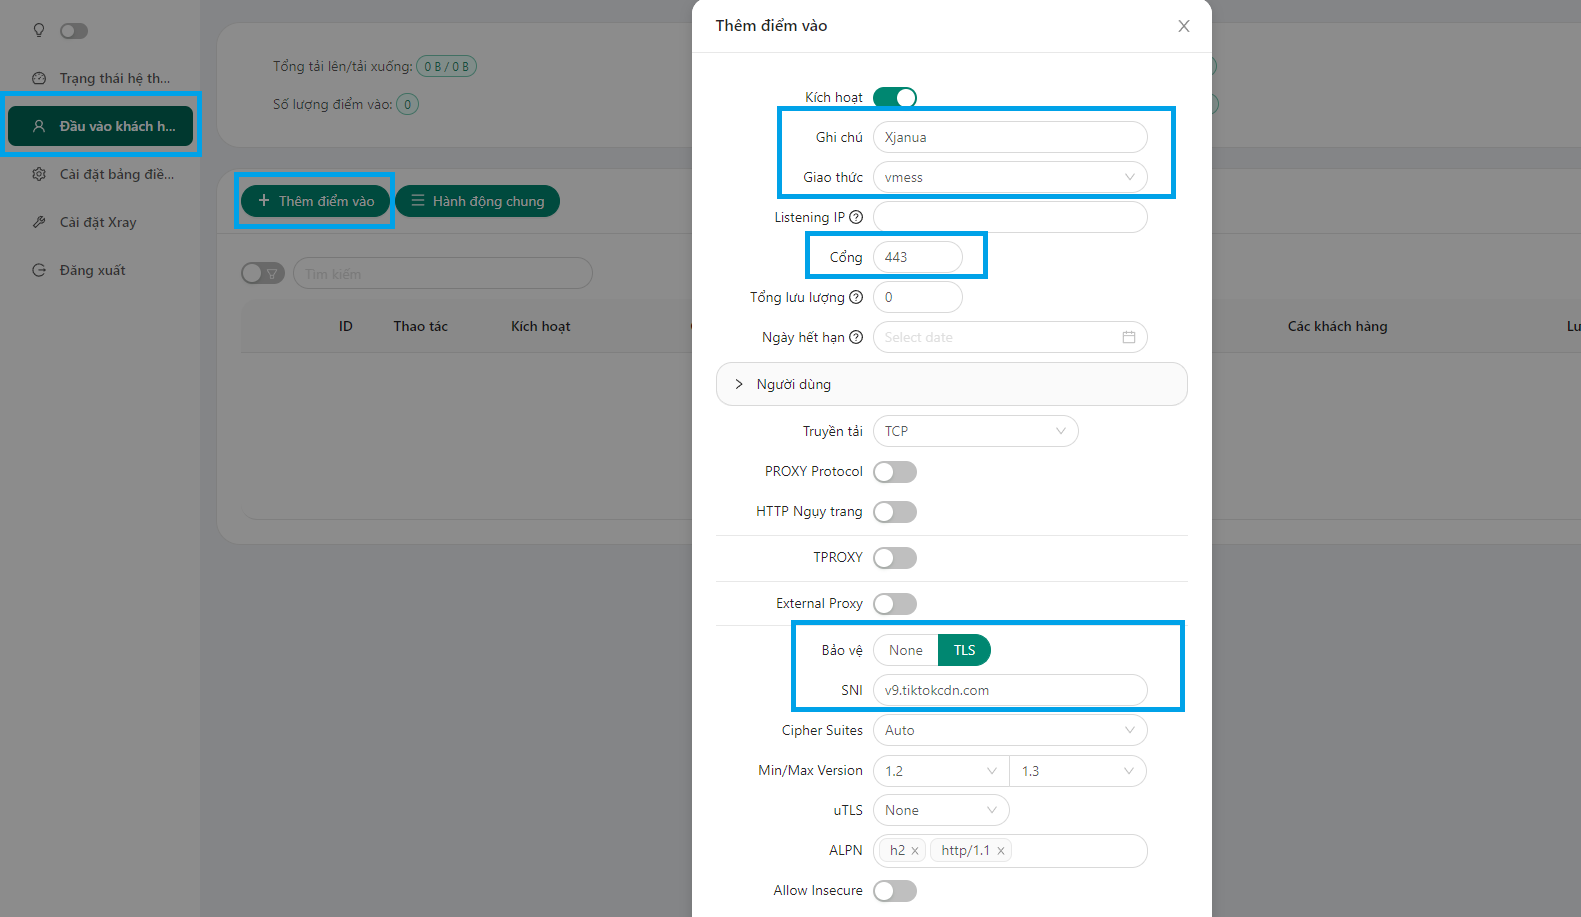 Trạng thái hệ th...
Đầu vào khách h...
Cài đặt bảng điề...
Cài đặt Xray
Đăng xuất
Tổng tải lên/tải xuống: 0 B / 0 B
Số lượng điểm vào: 0
+ Thêm điểm vào
Hành động chung
Tìm kiếm
ID Thao tác Kích hoạt Các khách hàng Lu
Thêm điểm vào
Kích hoạt
Ghi chú Xjanua
Giao thức vmess
Listening IP
Cổng 443
Tổng lưu lượng 0
Ngày hết hạn Select date
Người dùng
Truyền tải TCP
PROXY Protocol
HTTP Ngụy trang
TPROXY
External Proxy
Bảo vệ None TLS
SNI v9.tiktokcdn.com
Cipher Suites Auto
Min/Max Version 1.2 1.3
uTLS None
ALPN h2 x http/1.1 x
Allow Insecure